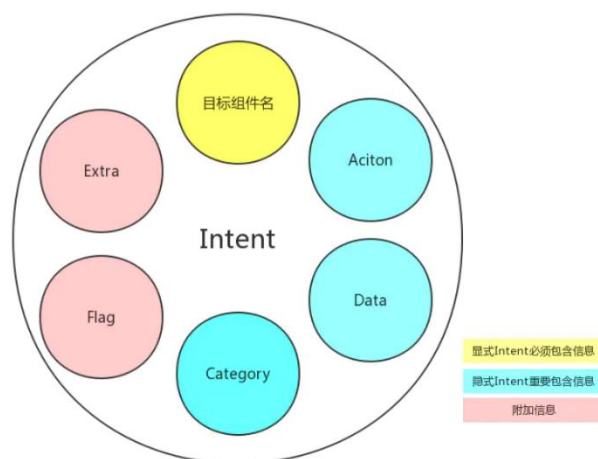 目标组件名
Extra
Aciton
Intent
Flag
Data
Category
显式Intent必须包含信息
隐式Intent重要包含信息
附加信息